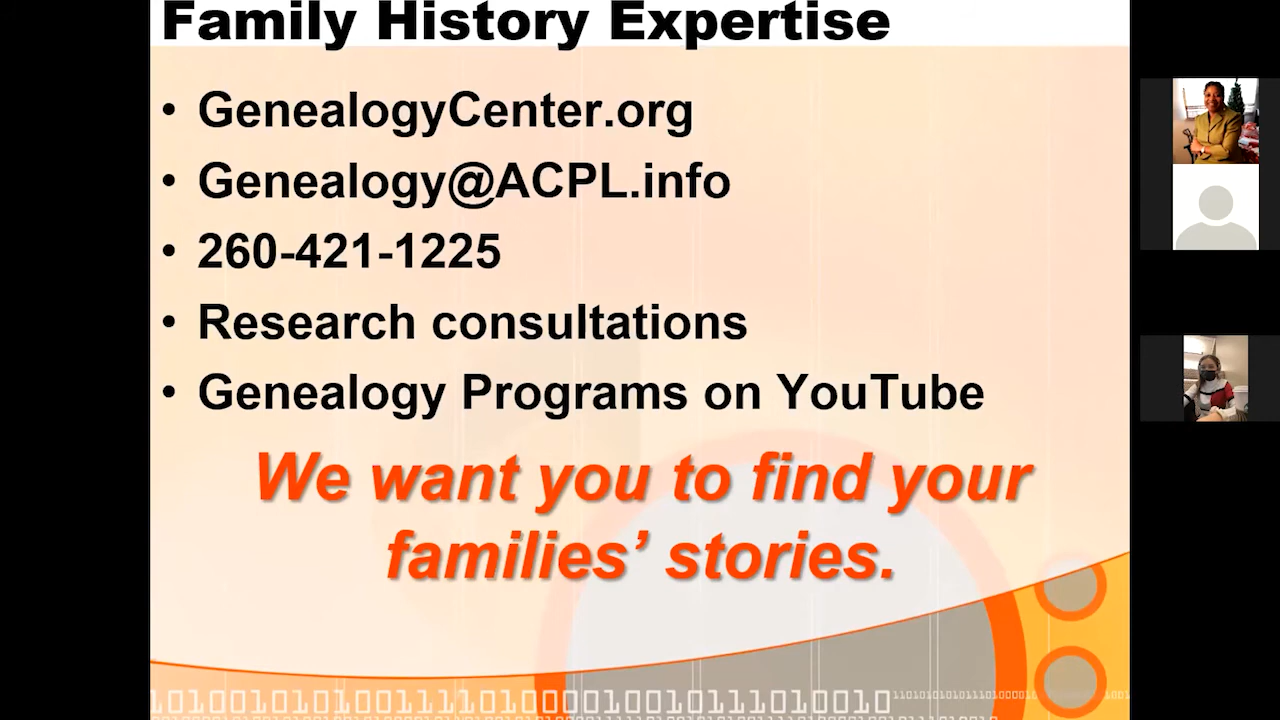 Family History Expertise
• GenealogyCenter.org
• Genealogy@ACPL.info
• 260-421-1225
• Research consultations
• Genealogy Programs on YouTube
We want you to find your
families’ stories.